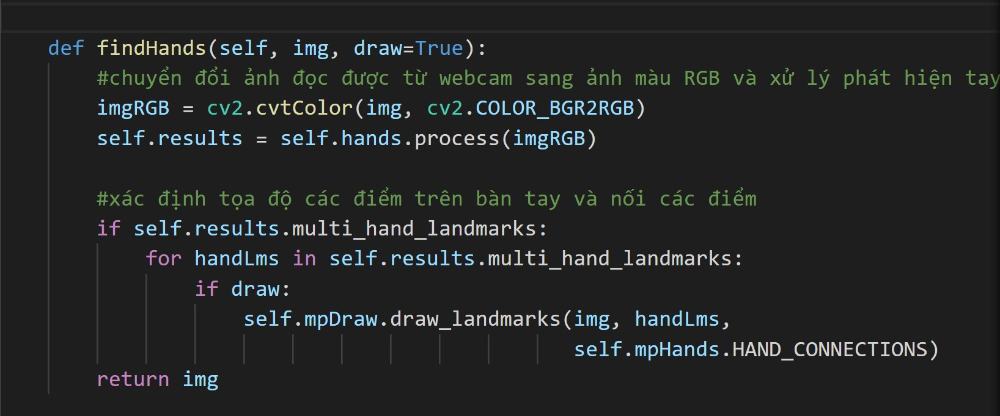 def findHands(self, img, draw=True):
#chuyển đổi ảnh đọc được từ webcam sang ảnh màu RGB và xử lý phát hiện tay
imgRGB = cv2.cvtColor(img, cv2.COLOR_BGR2RGB)
self.results = self.hands.process(imgRGB)
#xác định tọa độ các điểm trên bàn tay và nối các điểm
if self.results.multi_hand_landmarks:
for handLms in self.results.multi_hand_landmarks:
if draw:
self.mpDraw.draw_landmarks(img, handLms,
self.mpHands.HAND_CONNECTIONS)
return img